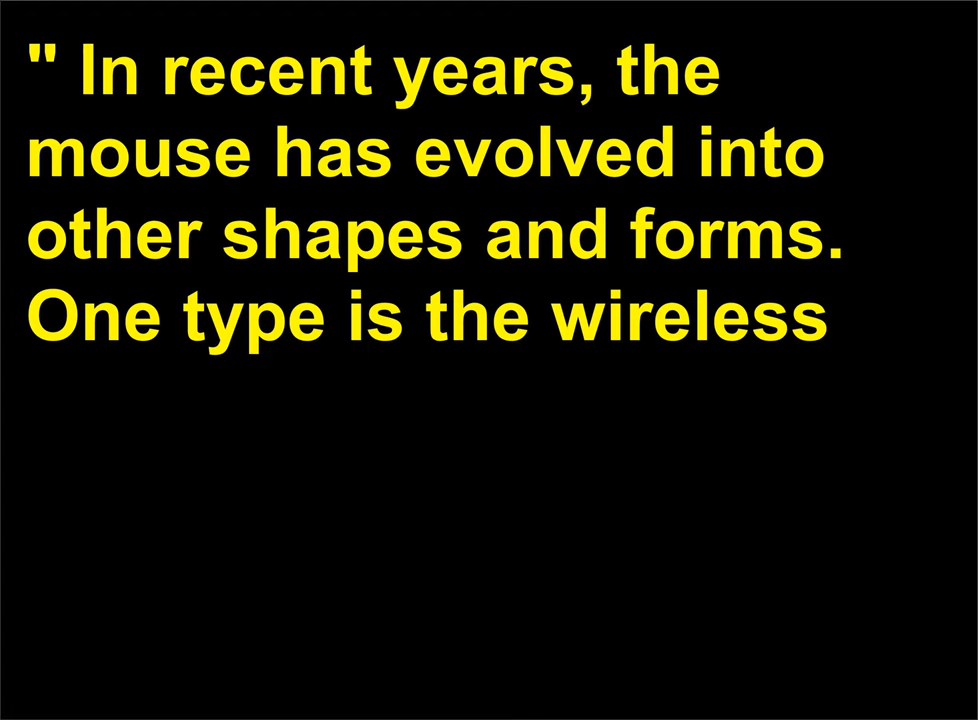 " In recent years, the
mouse has evolved into
other shapes and forms.
One type is the wireless